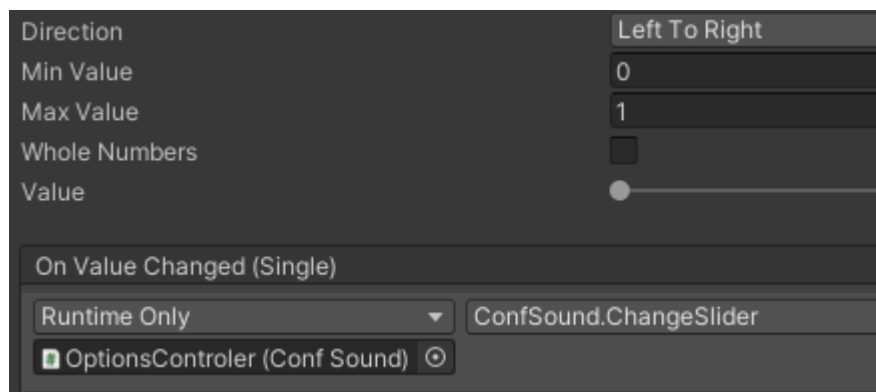 Direction Left To Right
Min Value 0
Max Value 1
Whole Numbers
Value
On Value Changed (Single)
Runtime Only ConfSound.ChangeSlider
OptionsControler (Conf Sound)